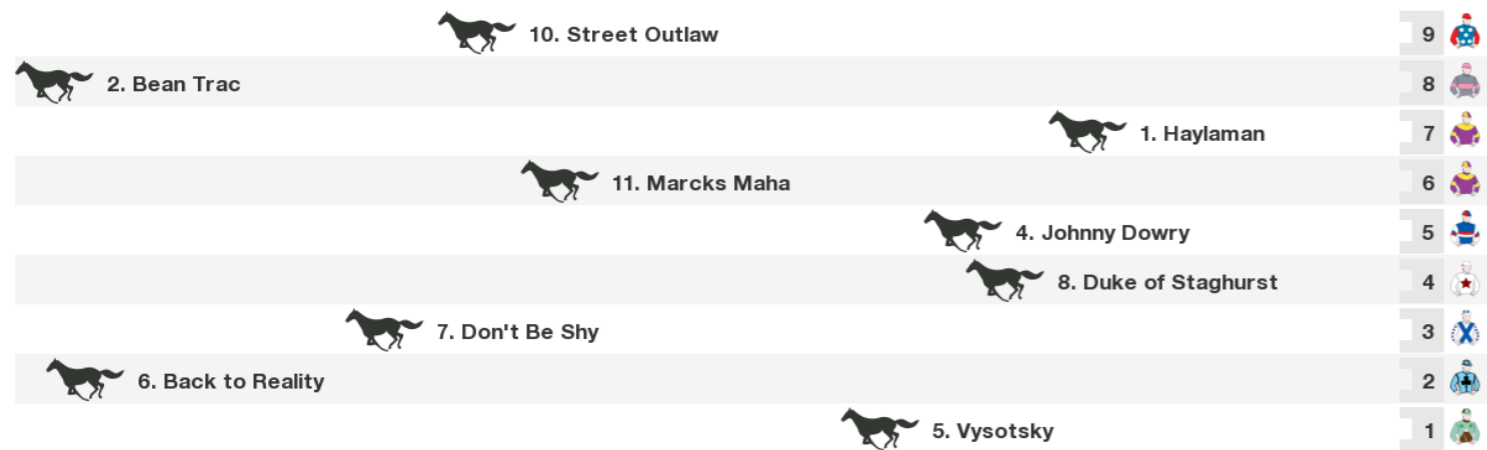 10. Street Outlaw 9
2. Bean Trac 8
1. Haylaman 7
11. Marcks Maha 6
4. Johnny Dowry 5
8. Duke of Staghurst 4
7. Don't Be Shy 3
6. Back to Reality 2
5. Vysotsky 1